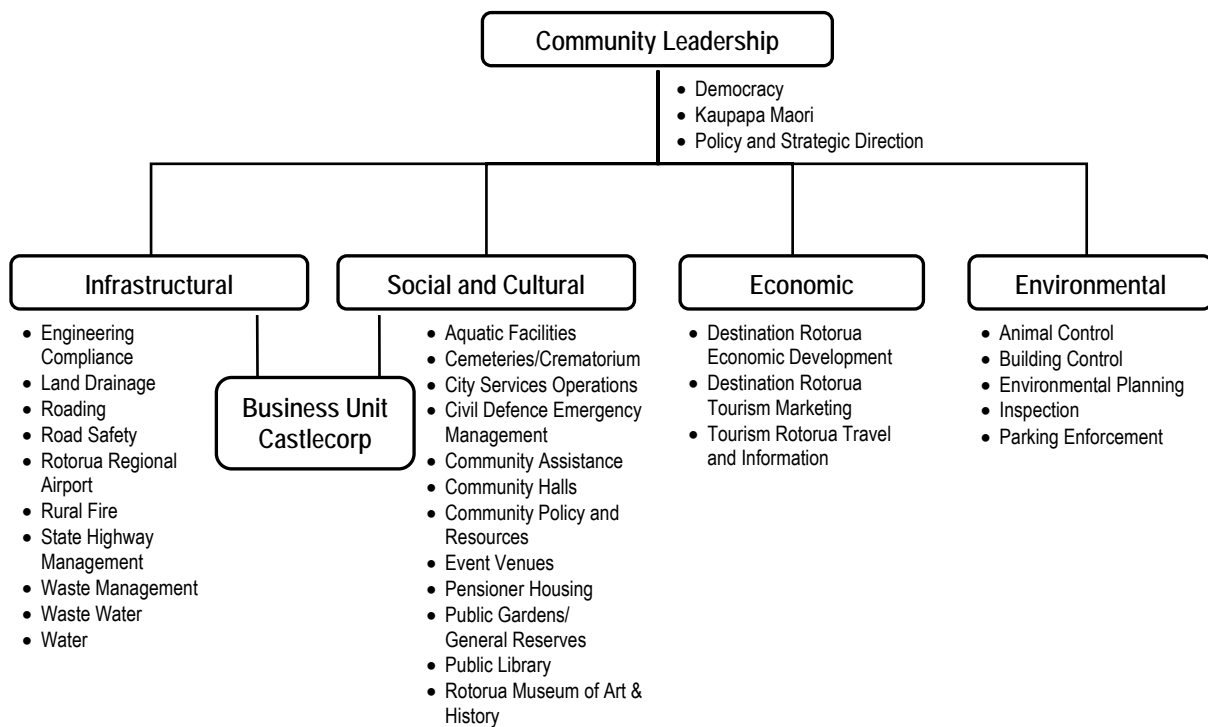 Community Leadership
• Democracy
• Kaupapa Maori
• Policy and Strategic Direction
Infrastructural
• Engineering
Compliance
• Land Drainage
• Roading
• Road Safety
• Rotorua Regional
Airport
• Rural Fire
• State Highway
Management
• Waste Management
• Waste Water
• Water
Business Unit
Castlecorp
Social and Cultural
• Aquatic Facilities
• Cemeteries/Crematorium
• City Services Operations
• Civil Defence Emergency
Management
• Community Assistance
• Community Halls
• Community Policy and
Resources
• Event Venues
• Pensioner Housing
• Public Gardens/
General Reserves
• Public Library
• Rotorua Museum of Art &
History
Economic
• Destination Rotorua
Economic Development
• Destination Rotorua
Tourism Marketing
• Tourism Rotorua Travel
and Information
Environmental
• Animal Control
• Building Control
• Environmental Planning
• Inspection
• Parking Enforcement